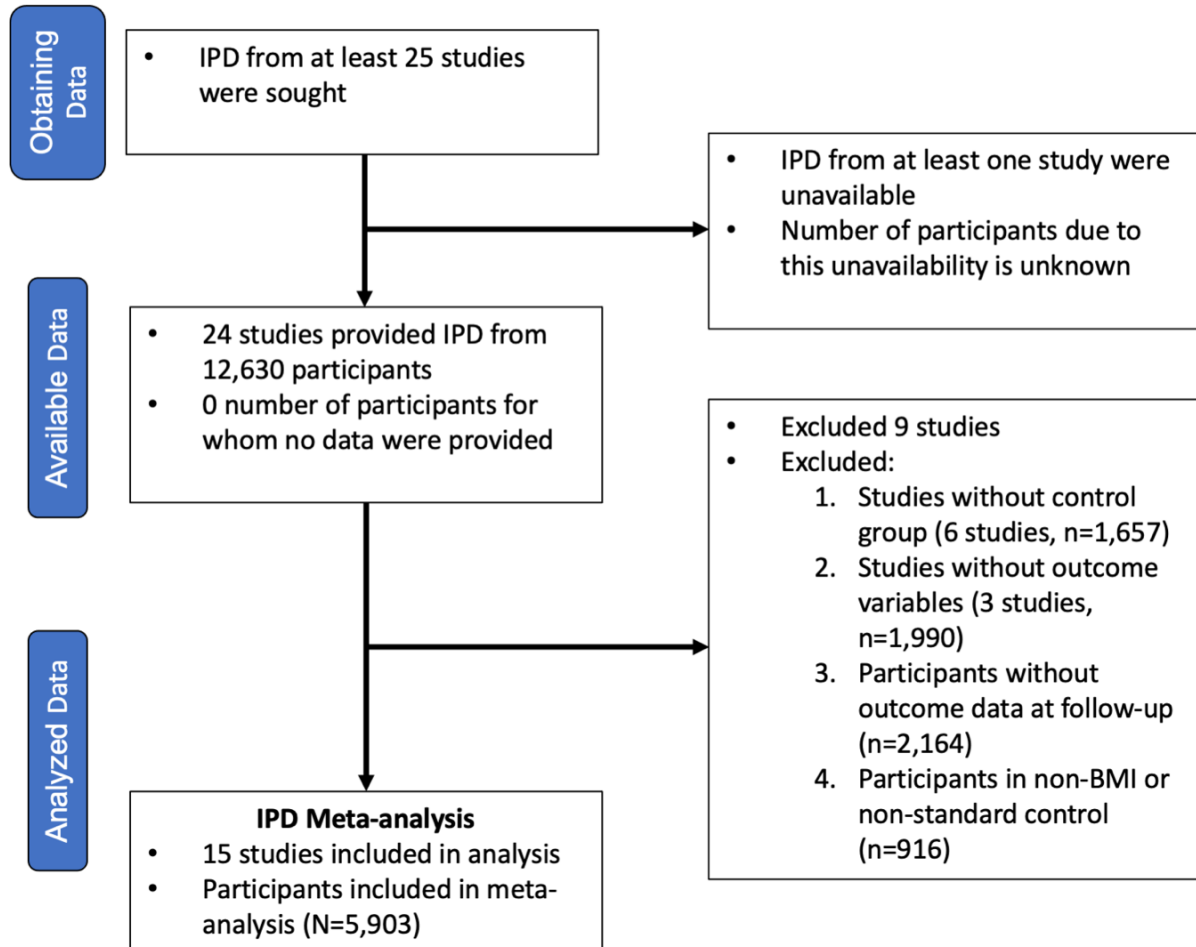 Obtaining
Data
• IPD from at least 25 studies
were sought
• IPD from at least one study were
unavailable
• Number of participants due to
this unavailability is unknown
Available Data
• 24 studies provided IPD from
12,630 participants
• 0 number of participants for
whom no data were provided
• Excluded 9 studies
• Excluded:
1. Studies without control
group (6 studies, n=1,657)
2. Studies without outcome
variables (3 studies,
n=1,990)
3. Participants without
outcome data at follow-up
(n=2,164)
4. Participants in non-BMI or
non-standard control
(n=916)
Analyzed Data
IPD Meta-analysis
• 15 studies included in analysis
• Participants included in meta-
analysis (N=5,903)